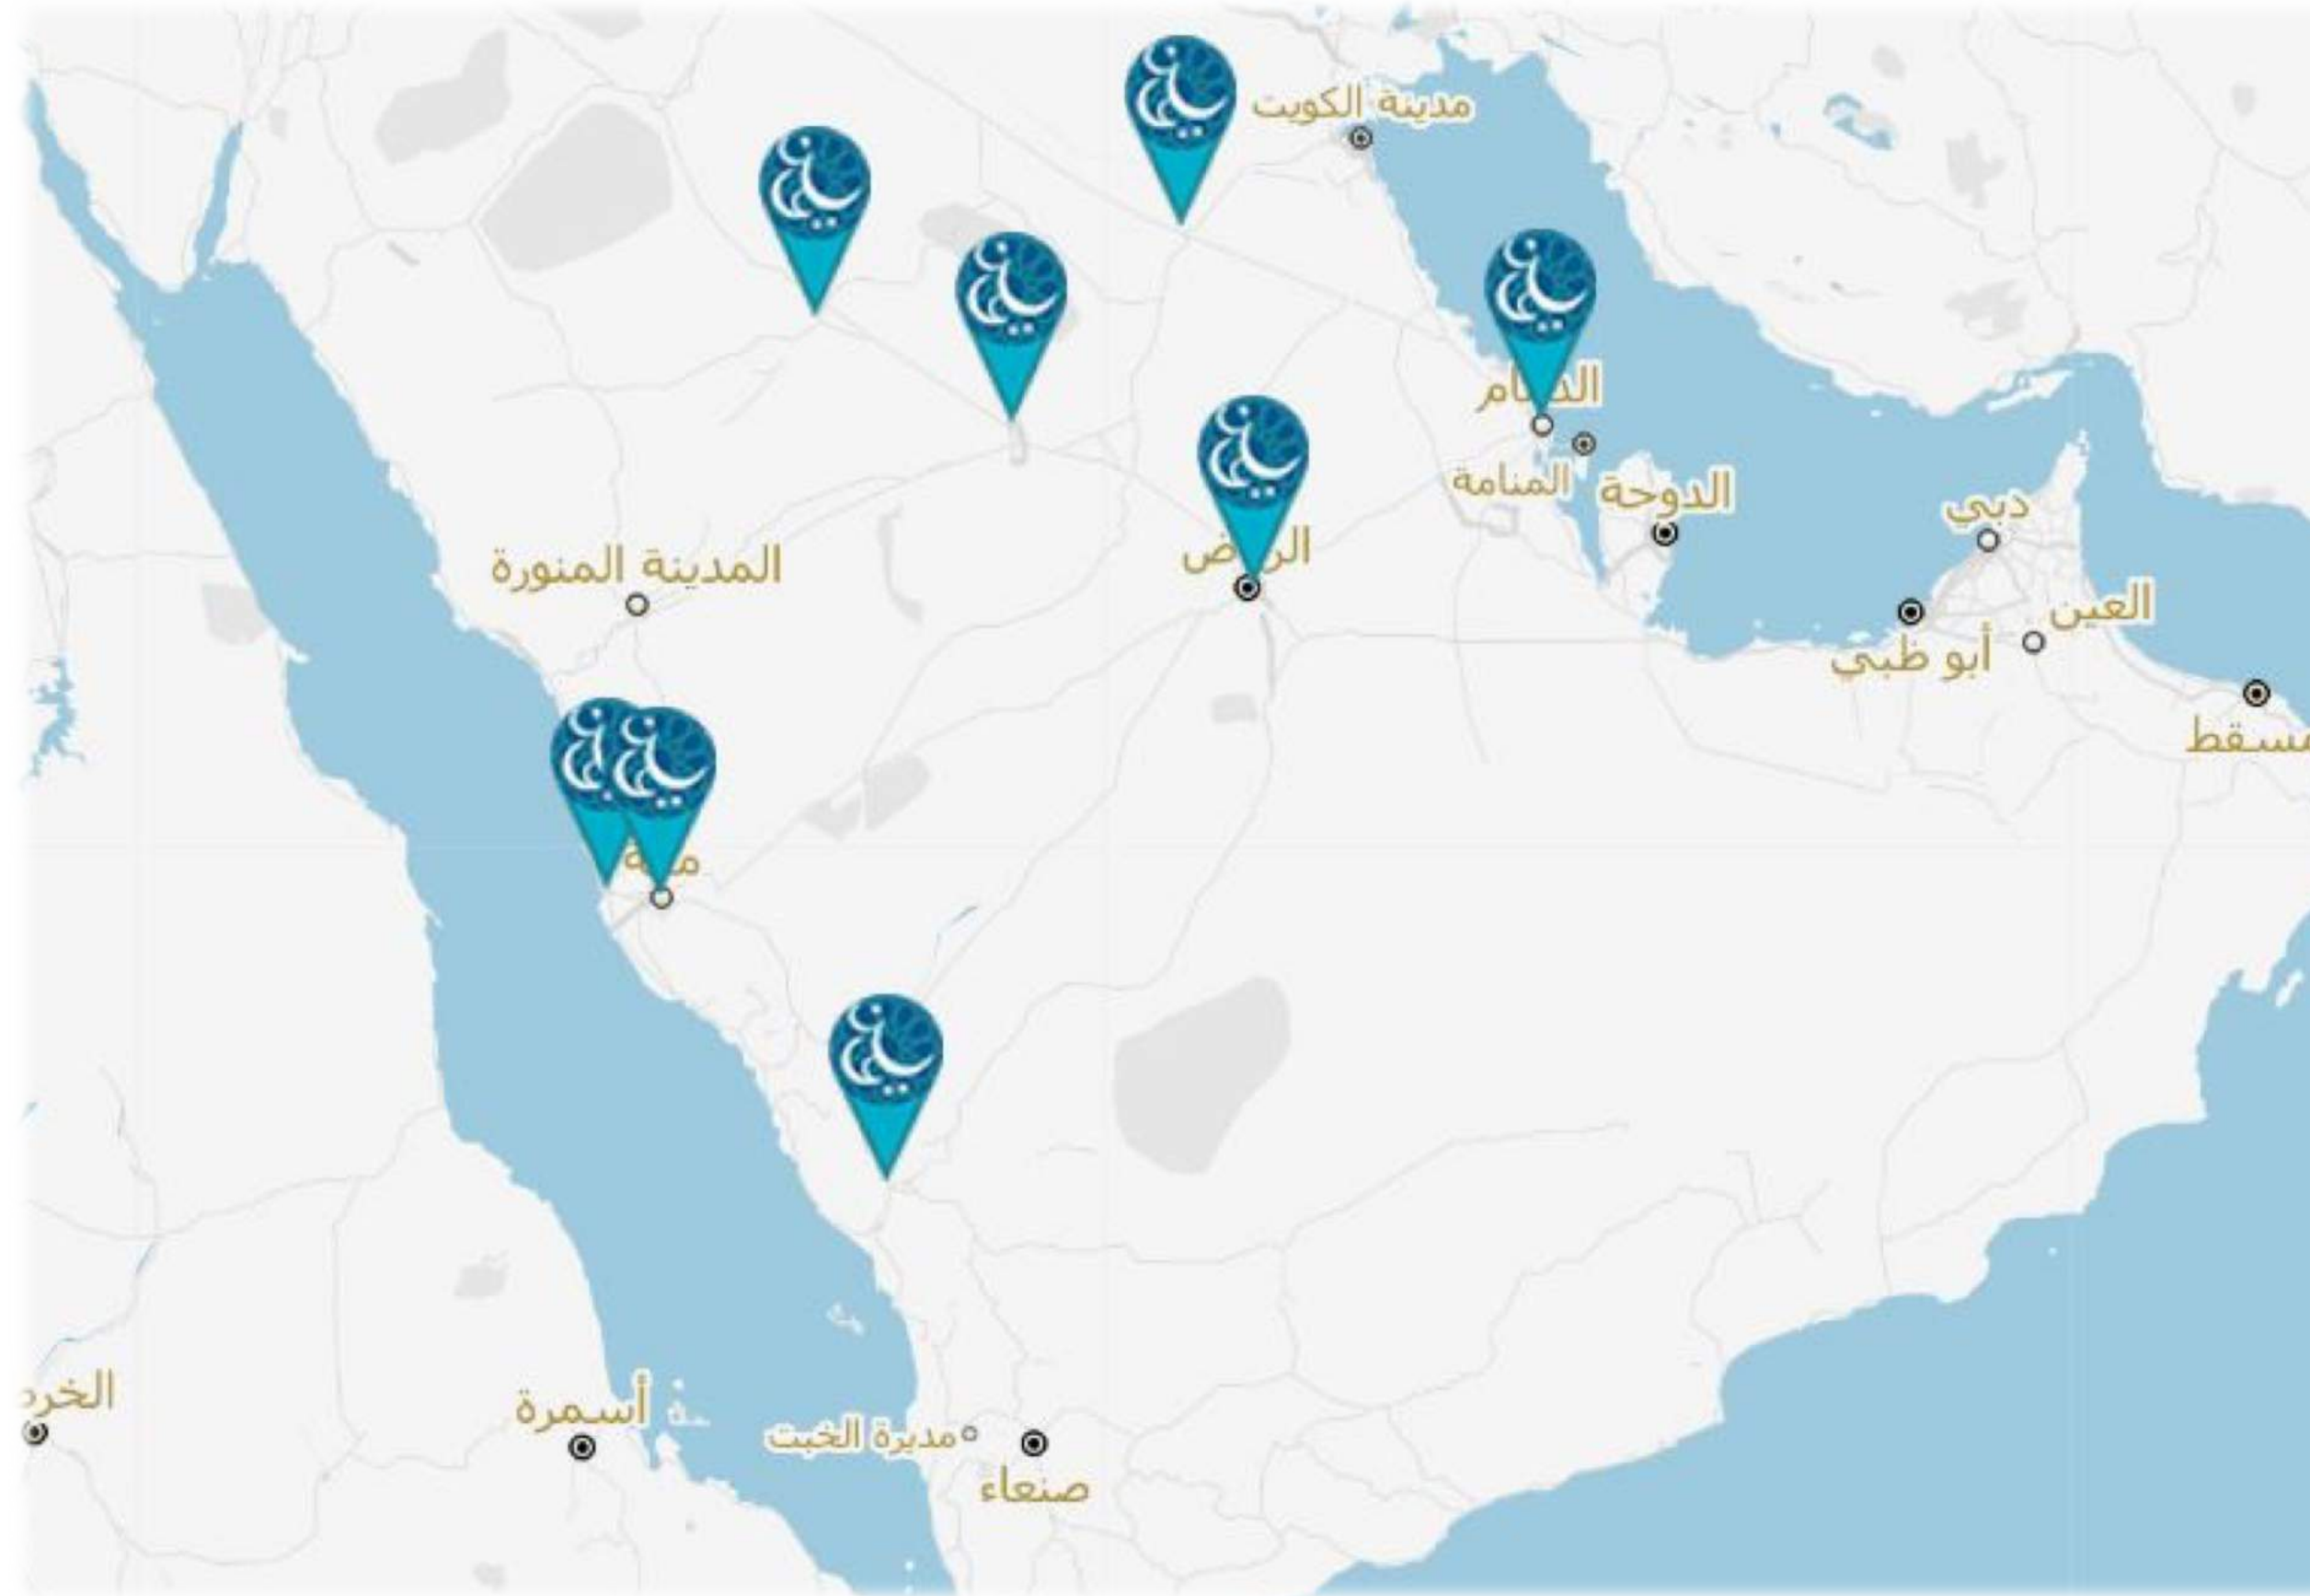 مدينة الكويت
المنامة
الدوحة
دبي
المدينة المنورة
العين
أبو ظبي
أسمرة
مديرة الخبت
صنعاء